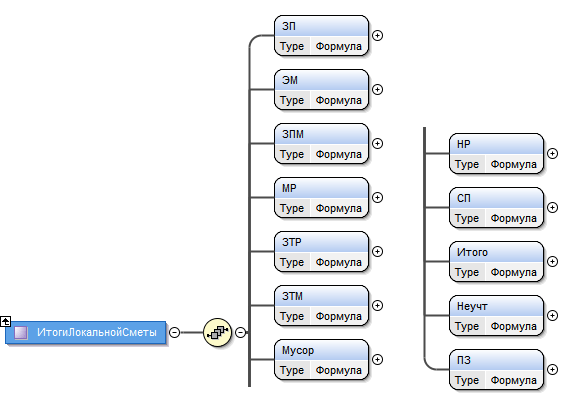 ИтогиЛокальнойСметы
ЗП
Type Формула
ЭМ
Type Формула
ЗПМ
Type Формула
МР
Type Формула
ЗТР
Type Формула
ЗТМ
Type Формула
Мусор
Type Формула
НР
Type Формула
СП
Type Формула
Итого
Type Формула
Неучт
Type Формула
ПЗ
Type Формула